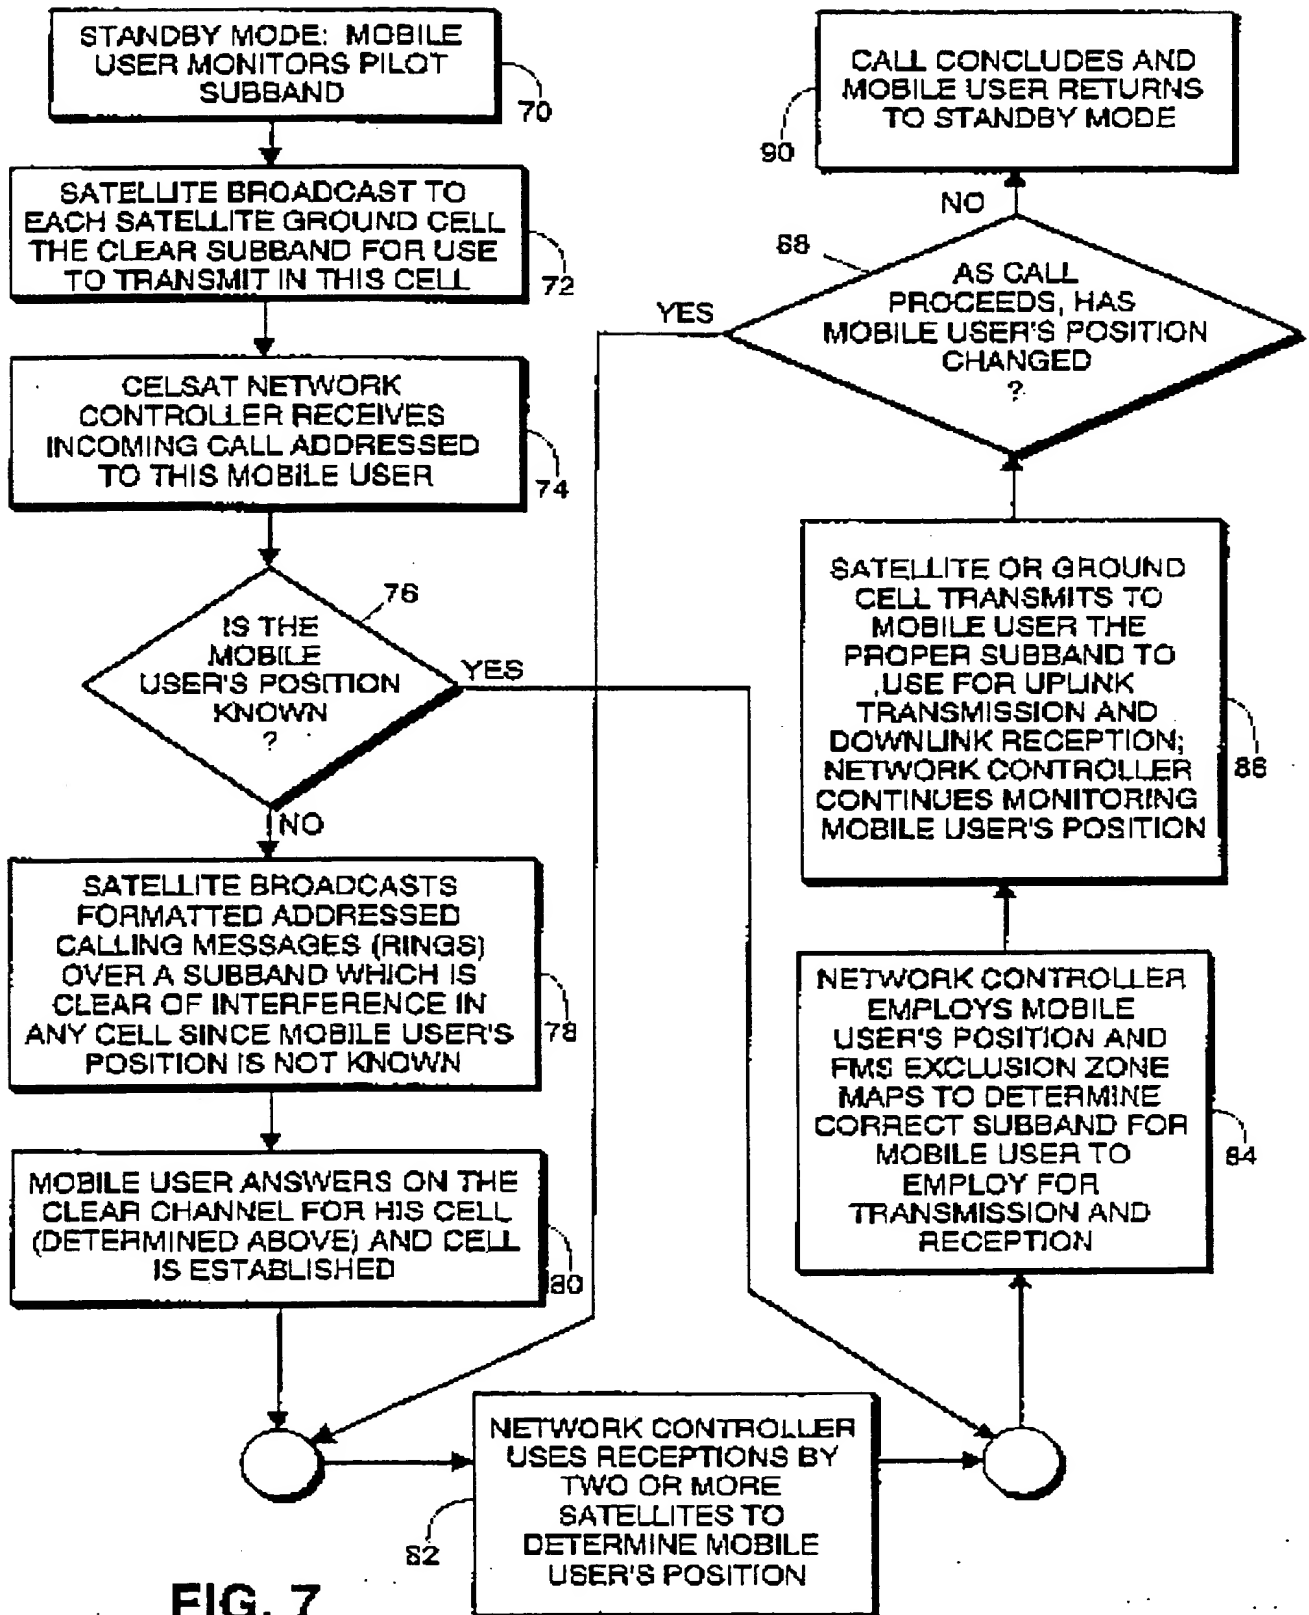 STANDBY MODE: MOBILE
USER MONITORS PILOT
SUBBAND
70
SATELLITE BROADCAST TO
EACH SATELLITE GROUND CELL
THE CLEAR SUBBAND FOR USE
TO TRANSMIT IN THIS CELL
72
CELSAT NETWORK
CONTROLLER RECEIVES
INCOMING CALL ADDRESSED
TO THIS MOBILE USER
74
76
IS THE
MOBILE
USER'S POSITION
KNOWN
?
YES
NO
SATELLITE BROADCASTS
FORMATTED ADDRESSED
CALLING MESSAGES (RINGS)
OVER A SUBBAND WHICH IS
CLEAR OF INTERFERENCE IN
ANY CELL SINCE MOBILE USER'S
POSITION IS NOT KNOWN
78
MOBILE USER ANSWERS ON THE
CLEAR CHANNEL FOR HIS CELL
(DETERMINED ABOVE) AND CELL
IS ESTABLISHED
80
NETWORK CONTROLLER
USES RECEPTIONS BY
TWO OR MORE
SATELLITES TO
DETERMINE MOBILE
USER'S POSITION
82
NETWORK CONTROLLER
EMPLOYS MOBILE
USER'S POSITION AND
FMS EXCLUSION ZONE
MAPS TO DETERMINE
CORRECT SUBBAND FOR
MOBILE USER TO
EMPLOY FOR
TRANSMISSION AND
RECEPTION
84
SATELLITE OR GROUND
CELL TRANSMITS TO
MOBILE USER THE
PROPER SUBBAND TO
USE FOR UPLINK
TRANSMISSION AND
DOWNLINK RECEPTION;
NETWORK CONTROLLER
CONTINUES MONITORING
MOBILE USER'S POSITION
86
88
AS CALL
PROCEEDS, HAS
MOBILE USER'S POSITION
CHANGED
?
YES
NO
CALL CONCLUDES AND
MOBILE USER RETURNS
TO STANDBY MODE
90
FIG. 7